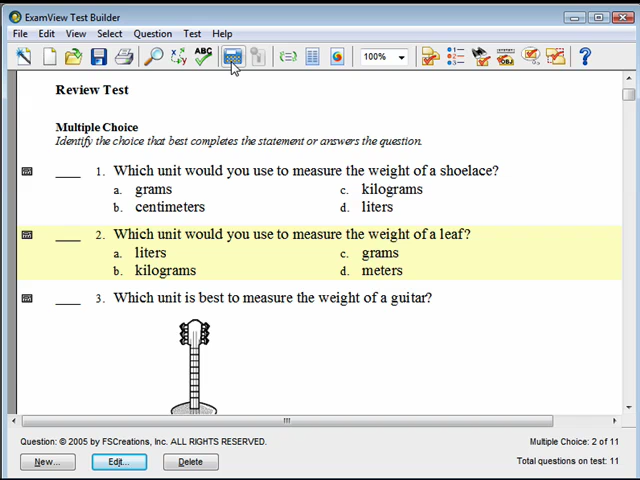 ExamView Test Builder
File Edit View Select Question Test Help
ABC 100% OBJ ?
Review Test
Multiple Choice
Identify the choice that best completes the statement or answers the question.
1. Which unit would you use to measure the weight of a shoelace?
a. grams c. kilograms
b. centimeters d. liters
2. Which unit would you use to measure the weight of a leaf?
a. liters c. grams
b. kilograms d. meters
3. Which unit is best to measure the weight of a guitar?
Question: © 2005 by FSCreations, Inc. ALL RIGHTS RESERVED. Multiple Choice: 2 of 11
New... Edit... Delete Total questions on test: 11